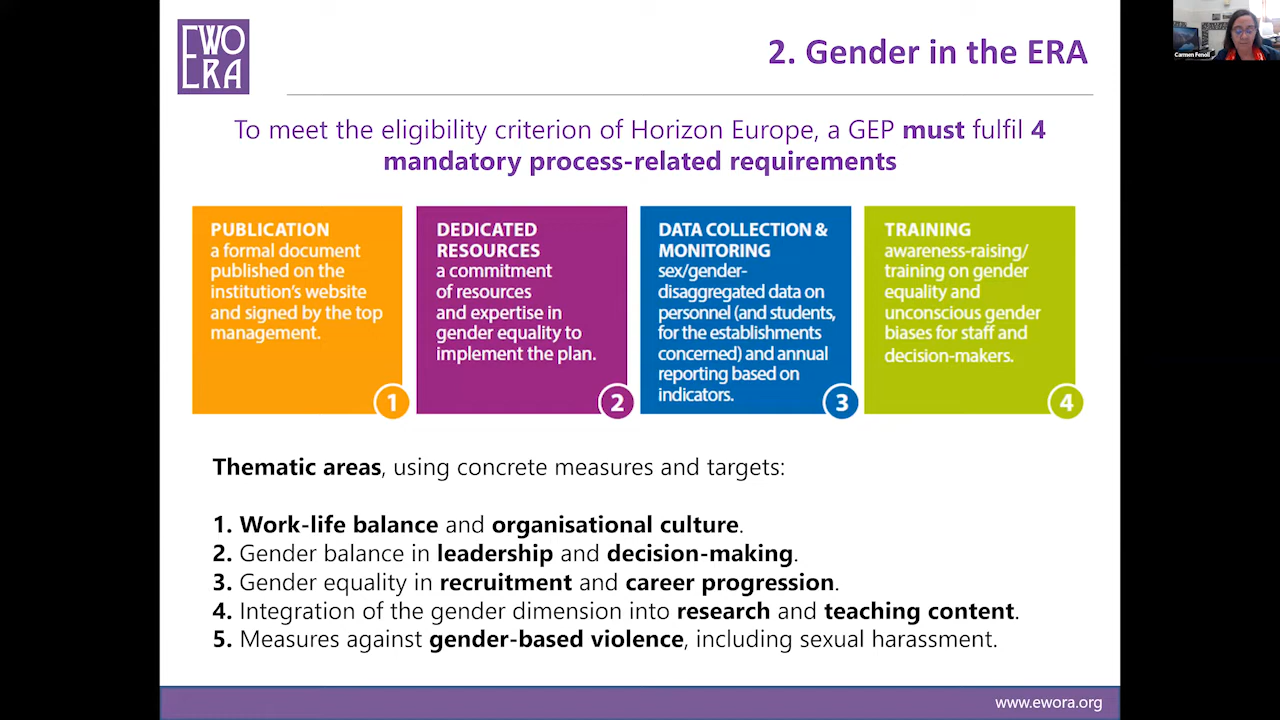 EWO
ERA
2. Gender in the ERA
Carmen Fenoll
To meet the eligibility criterion of Horizon Europe, a GEP must fulfil 4
mandatory process-related requirements
PUBLICATION
a formal document
published on the
institution's website
and signed by the top
management.
1
DEDICATED
RESOURCES
a commitment
of resources
and expertise in
gender equality to
implement the plan.
2
DATA COLLECTION &
MONITORING
sex/gender-
disaggregated data on
personnel (and students,
for the establishments
concerned) and annual
reporting based on
indicators.
3
TRAINING
awareness-raising/
training on gender
equality and
unconscious gender
biases for staff and
decision-makers.
4
Thematic areas, using concrete measures and targets:
1. Work-life balance and organisational culture.
2. Gender balance in leadership and decision-making.
3. Gender equality in recruitment and career progression.
4. Integration of the gender dimension into research and teaching content.
5. Measures against gender-based violence, including sexual harassment.
www.ewora.org